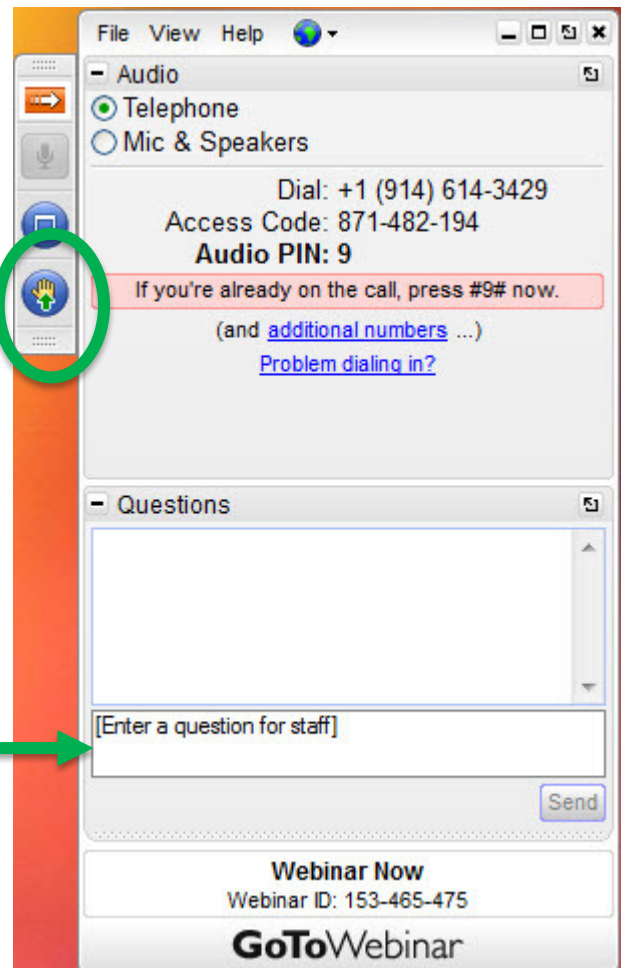 File View Help
Audio
Telephone
Mic & Speakers
Dial: +1 (914) 614-3429
Access Code: 871-482-194
Audio PIN: 9
If you're already on the call, press #9# now.
(and additional numbers ...)
Problem dialing in?
Questions
[Enter a question for staff]
Send
Webinar Now
Webinar ID: 153-465-475
GoToWebinar